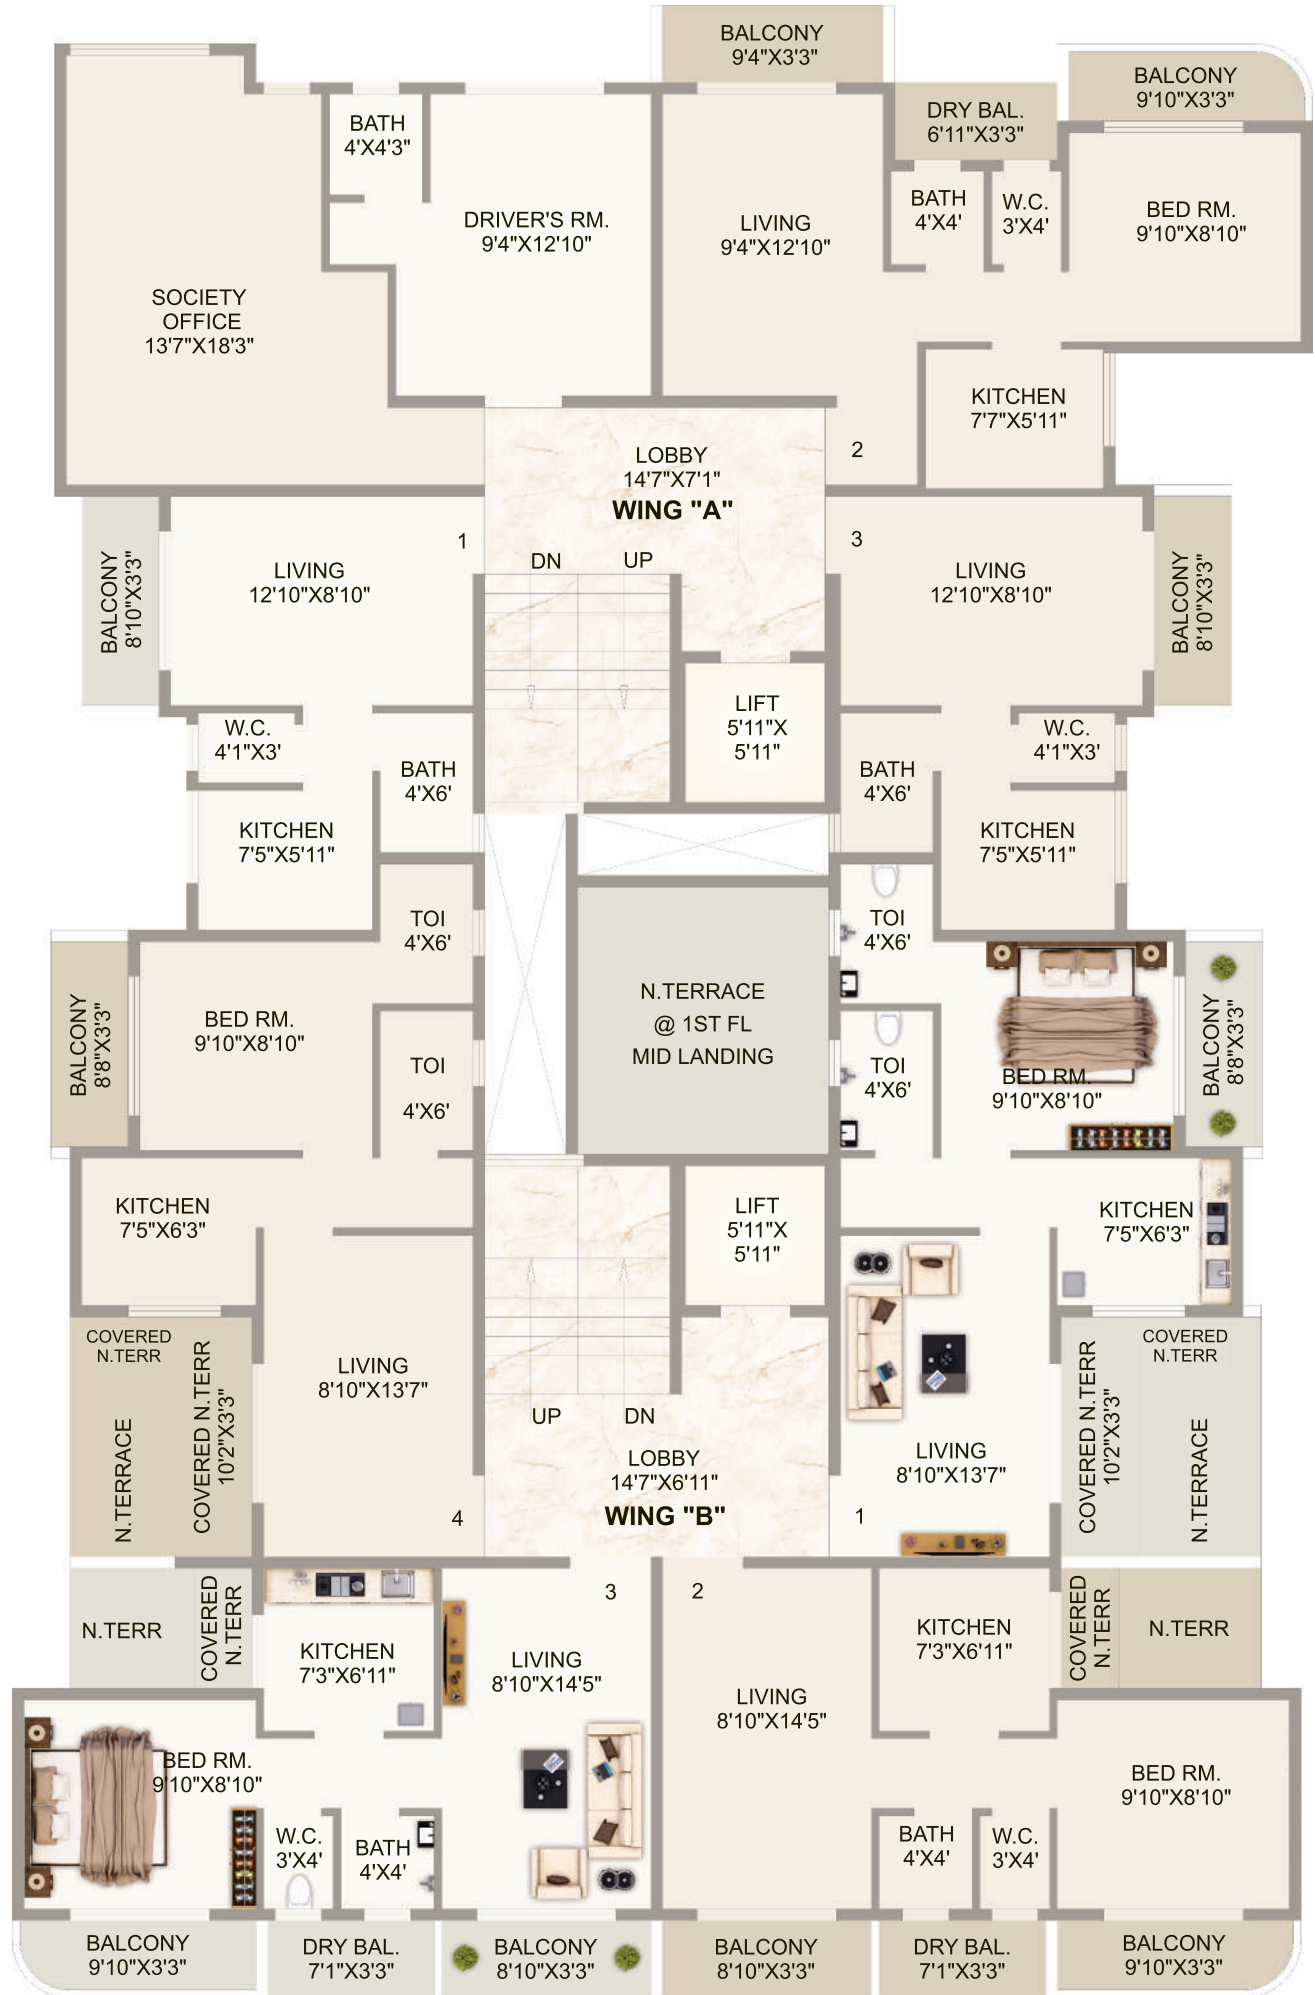 BALCONY
9'4"X3'3"
BALCONY
9'10"X3'3"
DRY BAL.
6'11"X3'3"
BATH
4'X4'3"
DRIVER'S RM.
9'4"X12'10"
LIVING
9'4"X12'10"
BATH
4'X4'
W.C.
3'X4'
BED RM.
9'10"X8'10"
SOCIETY
OFFICE
13'7"X18'3"
KITCHEN
7'7"X5'11"
LOBBY
14'7"X7'1"
WING "A"
2
1
3
DN
UP
BALCONY
8'10"X3'3"
LIVING
12'10"X8'10"
LIVING
12'10"X8'10"
BALCONY
8'10"X3'3"
LIFT
5'11"X
5'11"
W.C.
4'1"X3'
BATH
4'X6'
BATH
4'X6'
W.C.
4'1"X3'
KITCHEN
7'5"X5'11"
KITCHEN
7'5"X5'11"
TOI
4'X6'
TOI
4'X6'
BALCONY
8'8"X3'3"
BED RM.
9'10"X8'10"
N.TERRACE
@ 1ST FL
MID LANDING
BALCONY
8'8"X3'3"
TOI
4'X6'
TOI
4'X6'
BED RM.
9'10"X8'10"
KITCHEN
7'5"X6'3"
LIFT
5'11"X
5'11"
KITCHEN
7'5"X6'3"
COVERED
N.TERR
N.TERRACE
COVERED N.TERR
10'2"X3'3"
LIVING
8'10"X13'7"
UP
DN
LOBBY
14'7"X6'11"
WING "B"
4
1
LIVING
8'10"X13'7"
COVERED N.TERR
10'2"X3'3"
COVERED
N.TERR
N.TERRACE
N.TERR
COVERED
N.TERR
KITCHEN
7'3"X6'11"
3
2
LIVING
8'10"X14'5"
LIVING
8'10"X14'5"
KITCHEN
7'3"X6'11"
COVERED
N.TERR
N.TERR
BED RM.
9'10"X8'10"
W.C.
3'X4'
BATH
4'X4'
BATH
4'X4'
W.C.
3'X4'
BED RM.
9'10"X8'10"
BALCONY
9'10"X3'3"
DRY BAL.
7'1"X3'3"
BALCONY
8'10"X3'3"
BALCONY
8'10"X3'3"
DRY BAL.
7'1"X3'3"
BALCONY
9'10"X3'3"